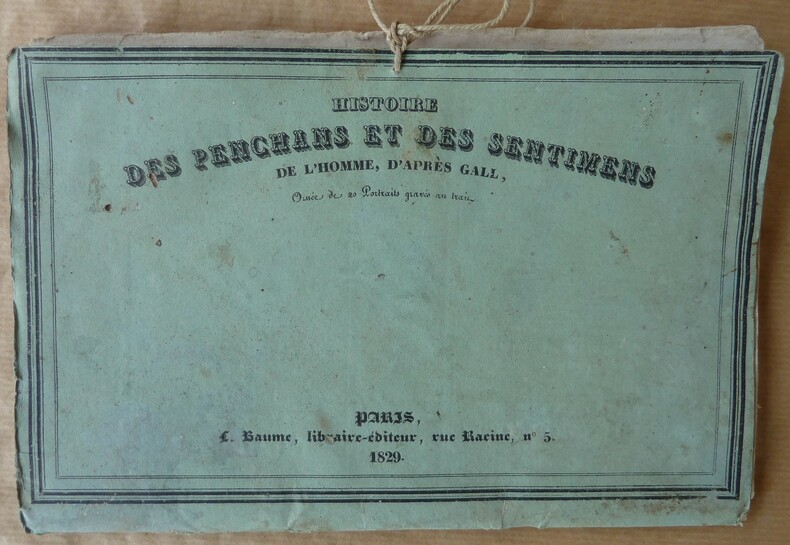 HISTOIRE
DES PENCHANS ET DES SENTIMENS
DE L'HOMME, D'APRÈS GALL,
Ornée de 20 Portraits gravés au trait
PARIS,
L. Baume, libraire-éditeur, rue Racine, n° 5.
1829.